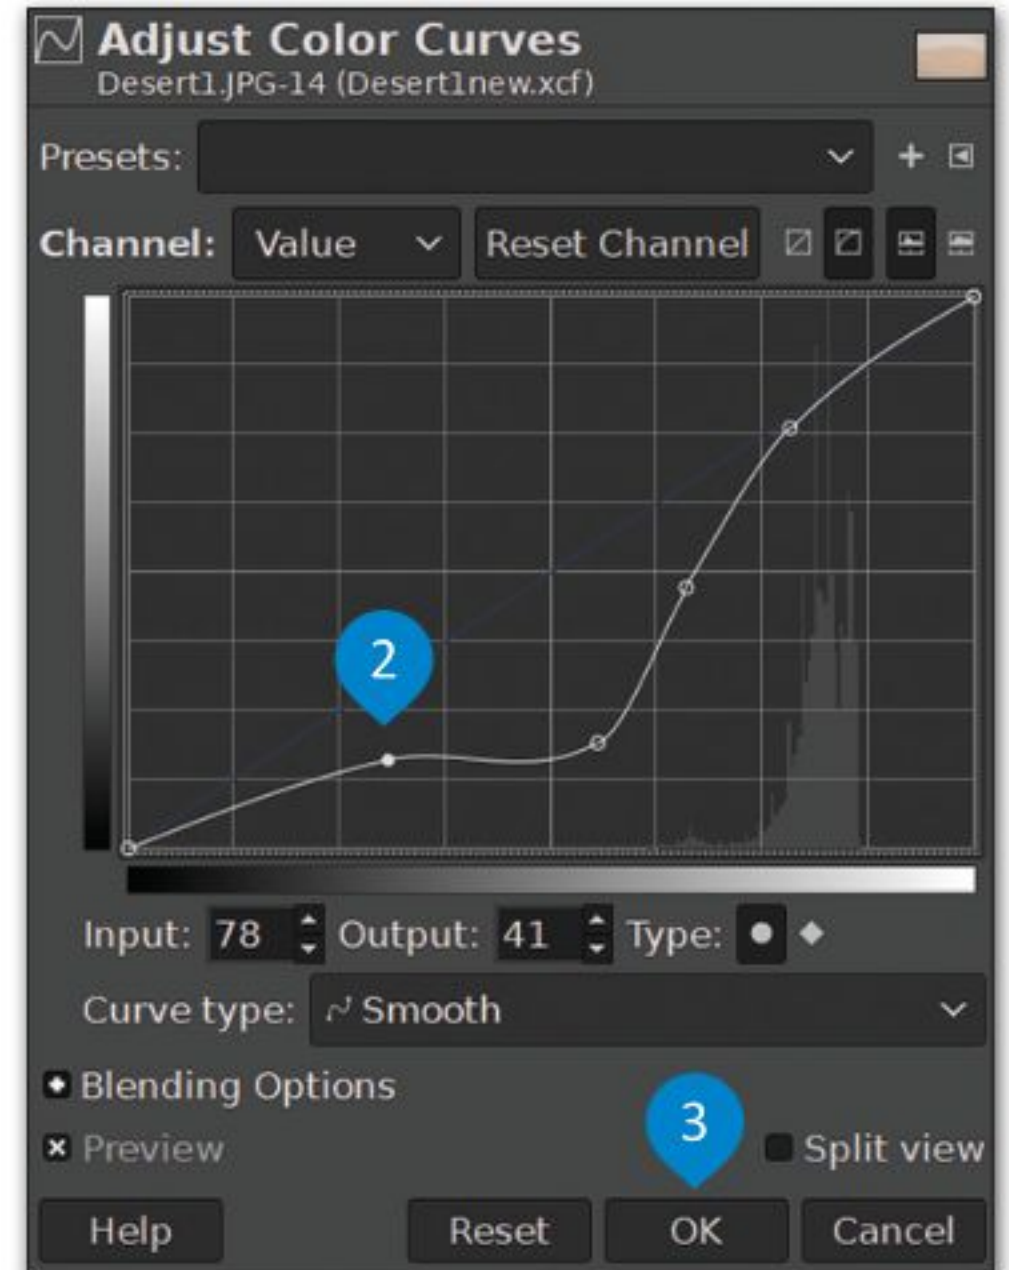 Adjust Color Curves
Desert1.JPG-14 (Desert1new.xcf)
Presets:
Channel: Value Reset Channel
2
Input: 78 Output: 41 Type:
Curve type: Smooth
Blending Options
3
Preview Split view
Help Reset OK Cancel